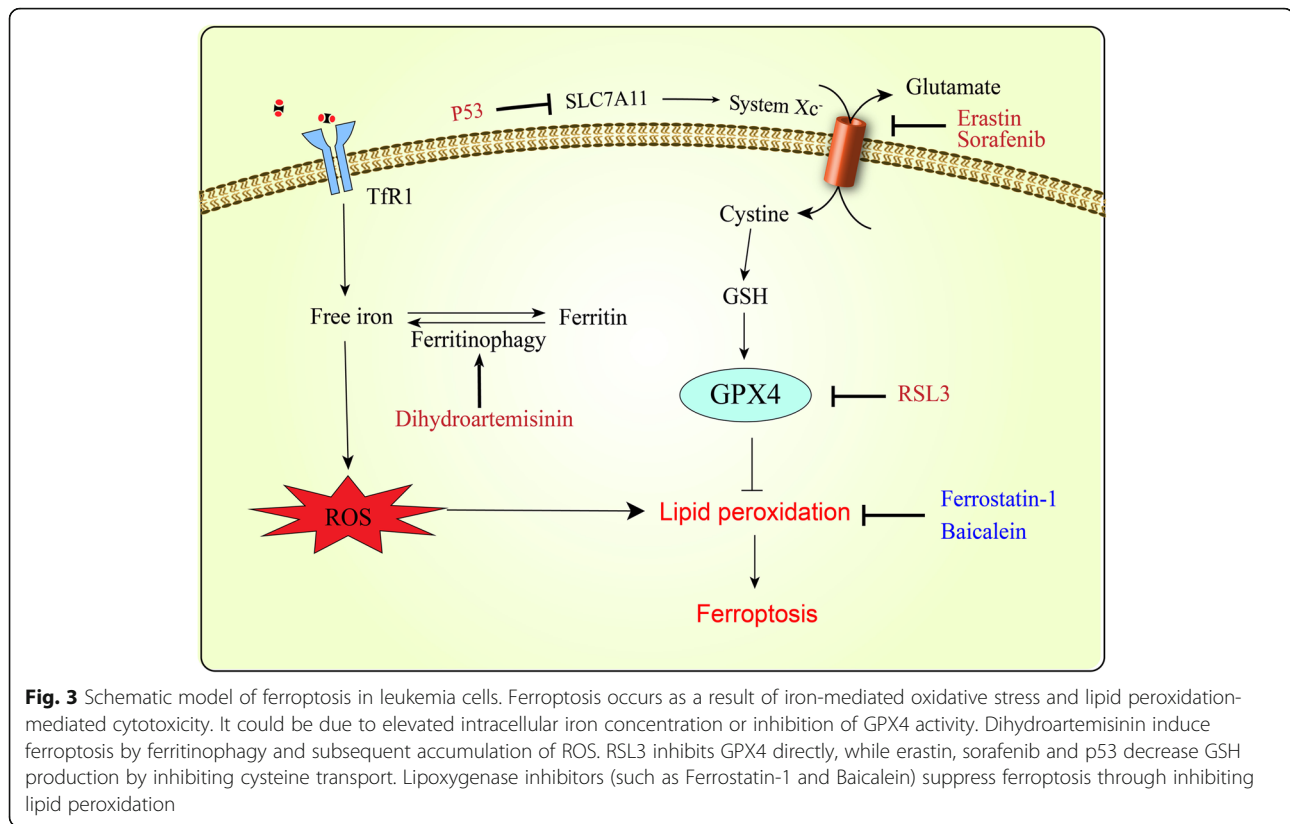 P53
SLC7A11
System Xc-
Glutamate
Erastin
Sorafenib
TfR1
Cystine
GSH
Free iron
Ferritin
Ferritinophagy
GPX4
RSL3
Dihydroartemisinin
ROS
Lipid peroxidation
Ferrostatin-1
Baicalein
Ferroptosis
Fig. 3 Schematic model of ferroptosis in leukemia cells. Ferroptosis occurs as a result of iron-mediated oxidative stress and lipid peroxidation-
mediated cytotoxicity. It could be due to elevated intracellular iron concentration or inhibition of GPX4 activity. Dihydroartemisinin induce
ferroptosis by ferritinophagy and subsequent accumulation of ROS. RSL3 inhibits GPX4 directly, while erastin, sorafenib and p53 decrease GSH
production by inhibiting cysteine transport. Lipoxygenase inhibitors (such as Ferrostatin-1 and Baicalein) suppress ferroptosis through inhibiting
lipid peroxidation